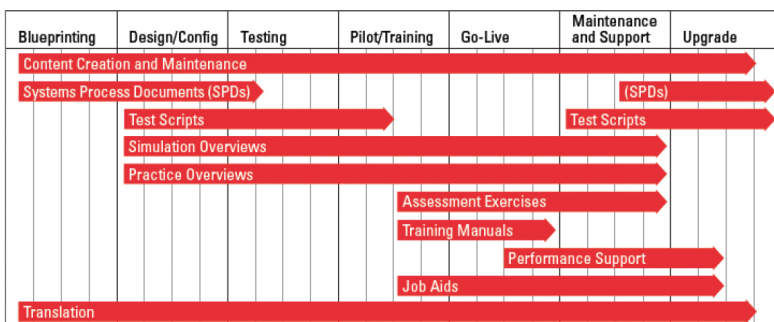 Blueprinting
Design/Config
Testing
Pilot/Training
Go-Live
Maintenance
and Support
Upgrade
Content Creation and Maintenance
Systems Process Documents (SPDs)
(SPDs)
Test Scripts
Test Scripts
Simulation Overviews
Practice Overviews
Assessment Exercises
Training Manuals
Performance Support
Job Aids
Translation